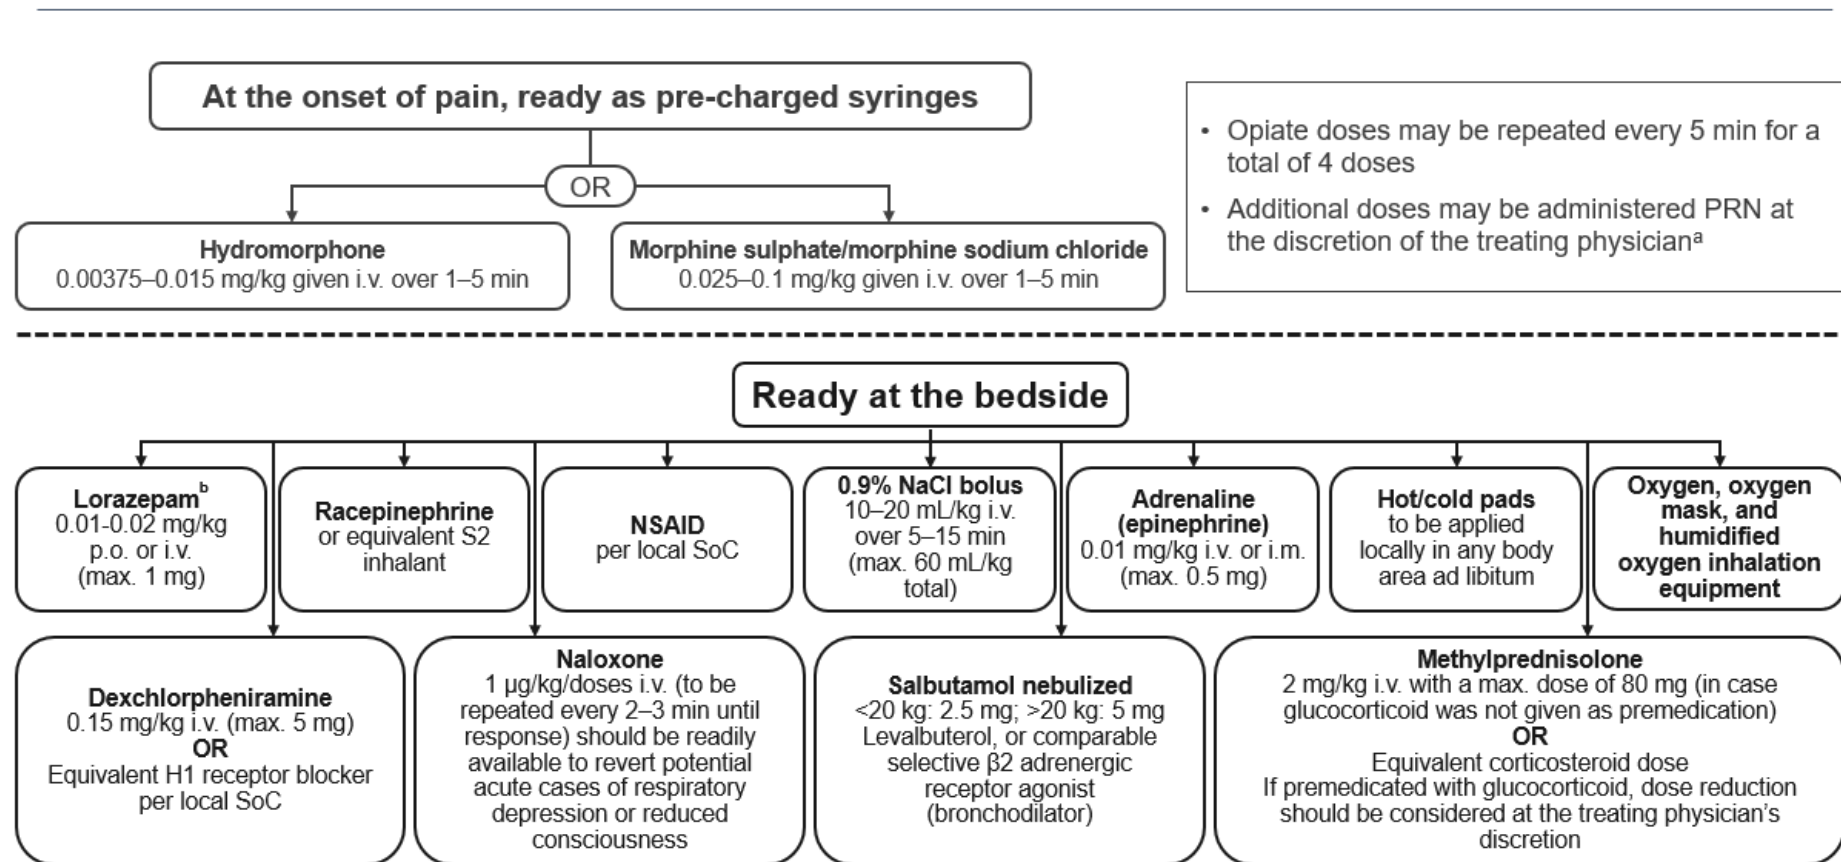 At the onset of pain, ready as pre-charged syringes
OR
Hydromorphone
0.00375–0.015 mg/kg given i.v. over 1–5 min
Morphine sulphate/morphine sodium chloride
0.025–0.1 mg/kg given i.v. over 1–5 min
• Opiate doses may be repeated every 5 min for a
total of 4 doses
• Additional doses may be administered PRN at
the discretion of the treating physicianᵃ
Ready at the bedside
Lorazepamᵇ
0.01-0.02 mg/kg
p.o. or i.v.
(max. 1 mg)
Racepinephrine
or equivalent S2
inhalant
NSAID
per local SoC
0.9% NaCl bolus
10–20 mL/kg i.v.
over 5–15 min
(max. 60 mL/kg
total)
Adrenaline
(epinephrine)
0.01 mg/kg i.v. or i.m.
(max. 0.5 mg)
Hot/cold pads
to be applied
locally in any body
area ad libitum
Oxygen, oxygen
mask, and
humidified
oxygen inhalation
equipment
Dexchlorpheniramine
0.15 mg/kg i.v. (max. 5 mg)
OR
Equivalent H1 receptor blocker
per local SoC
Naloxone
1 μg/kg/doses i.v. (to be
repeated every 2–3 min until
response) should be readily
available to revert potential
acute cases of respiratory
depression or reduced
consciousness
Salbutamol nebulized
<20 kg: 2.5 mg; >20 kg: 5 mg
Levalbuterol, or comparable
selective β2 adrenergic
receptor agonist
(bronchodilator)
Methylprednisolone
2 mg/kg i.v. with a max. dose of 80 mg (in case
glucocorticoid was not given as premedication)
OR
Equivalent corticosteroid dose
If premedicated with glucocorticoid, dose reduction
should be considered at the treating physician's
discretion